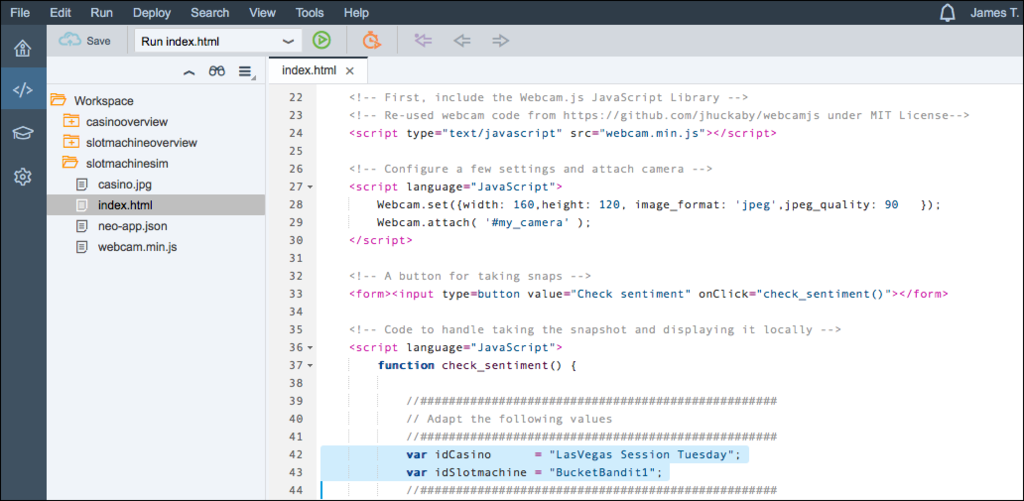 File Edit Run Deploy Search View Tools Help James T.
Save Run index.html
index.html ×
Workspace
casinooverview
slotmachineoverview
slotmachinesim
casino.jpg
index.html
neo-app.json
webcam.min.js
22 <!-- First, include the Webcam.js JavaScript Library -->
23 <!-- Re-used webcam code from https://github.com/jhuckaby/webcamjs under MIT License-->
24 <script type="text/javascript" src="webcam.min.js"></script>
25
26 <!-- Configure a few settings and attach camera -->
27 <script language="JavaScript">
28 Webcam.set({width: 160,height: 120, image_format: 'jpeg',jpeg_quality: 90   });
29 Webcam.attach( '#my_camera' );
30 </script>
31
32 <!-- A button for taking snaps -->
33 <form><input type=button value="Check sentiment" onClick="check_sentiment()"></form>
34
35 <!-- Code to handle taking the snapshot and displaying it locally -->
36 <script language="JavaScript">
37 function check_sentiment() {
38
39 //##################################################
40 // Adapt the following values
41 //##################################################
42 var idCasino      = "LasVegas Session Tuesday";
43 var idSlotmachine = "BucketBandit1";
44 //##################################################